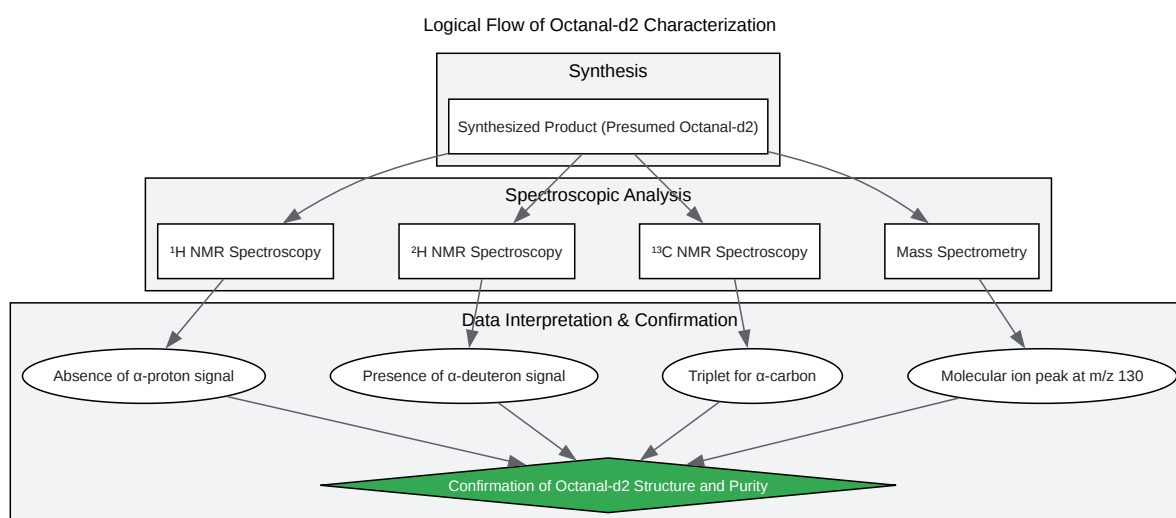 Logical Flow of Octanal-d2 Characterization
Synthesis
Synthesized Product (Presumed Octanal-d2)
Spectroscopic Analysis
¹H NMR Spectroscopy
²H NMR Spectroscopy
¹³C NMR Spectroscopy
Mass Spectrometry
Data Interpretation & Confirmation
Absence of α-proton signal
Presence of α-deuteron signal
Triplet for α-carbon
Molecular ion peak at m/z 130
Confirmation of Octanal-d2 Structure and Purity